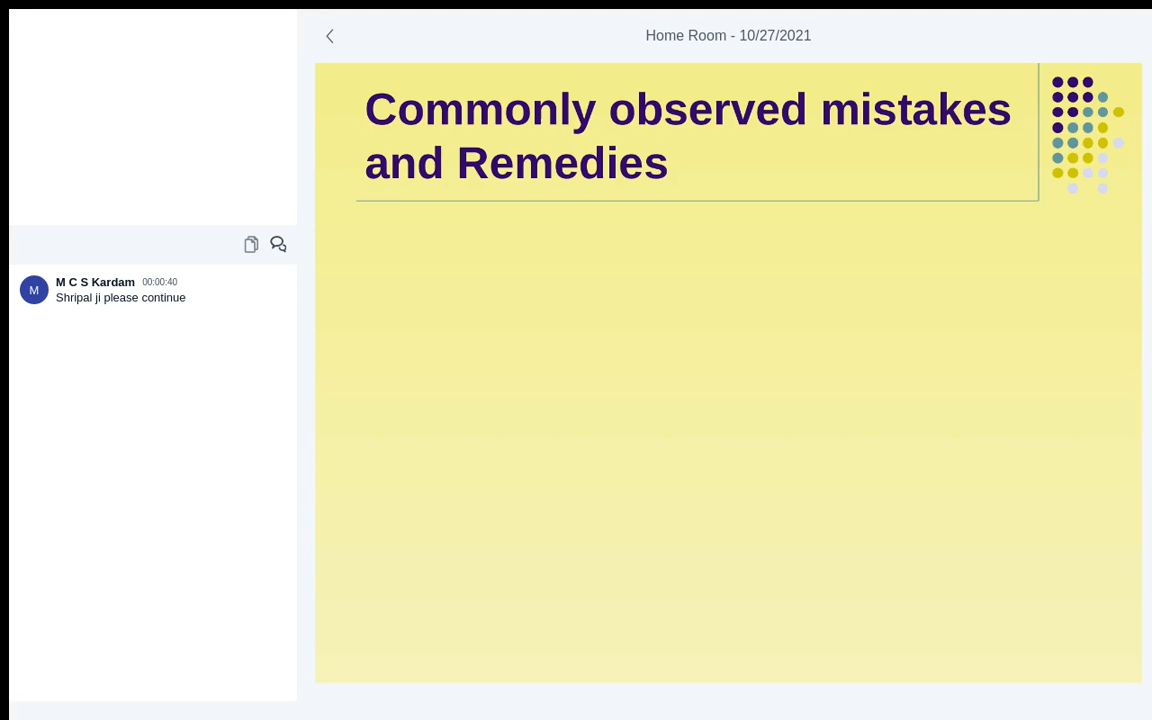 Home Room - 10/27/2021
Commonly observed mistakes
and Remedies
M
M C S Kardam 00:00:40
Shripal ji please continue